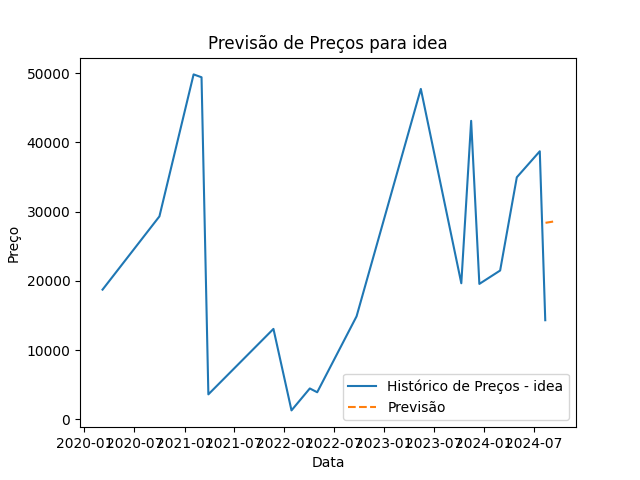 Previsão de Preços para idea
Preço
50000
40000
30000
20000
10000
0
Histórico de Preços - idea
Previsão
2020-01 2020-07 2021-01 2021-07 2022-01 2022-07 2023-01 2023-07 2024-01 2024-07
Data